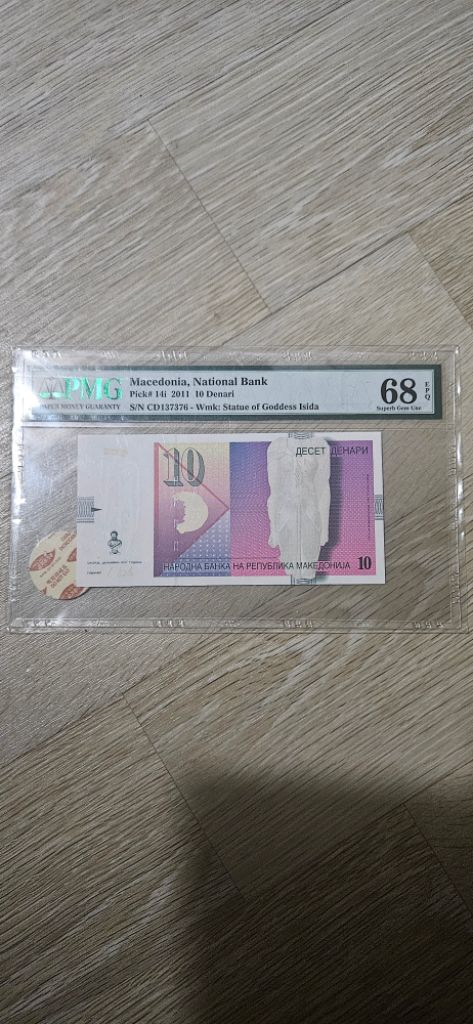 PMG
PAPER MONEY GUARANTY
Macedonia, National Bank
Pick# 14i 2011 10 Denari
S/N CD137376 - Wmk: Statue of Goddess Isida
68
EPQ
Superb Gem Unc
10
ДЕСЕТ ДЕНАРИ
НАРОДНА БАНКА НА РЕПУБЛИКА МАКЕДОНИЈА
10